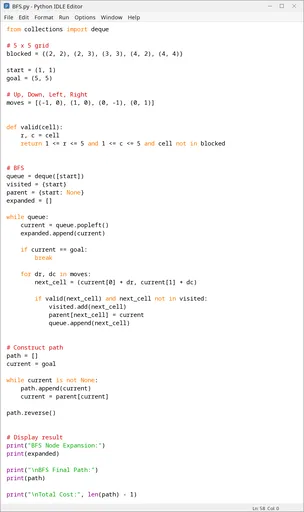 BFS.py - Python IDLE Editor
File Edit Format Run Options Window Help
from collections import deque
# 5 x 5 grid
blocked = {(2, 2), (2, 3), (3, 3), (4, 2), (4, 4)}
start = (1, 1)
goal = (5, 5)
# Up, Down, Left, Right
moves = [(-1, 0), (1, 0), (0, -1), (0, 1)]
def valid(cell):
    r, c = cell
    return 1 <= r <= 5 and 1 <= c <= 5 and cell not in blocked
# BFS
queue = deque([start])
visited = {start}
parent = {start: None}
expanded = []
while queue:
    current = queue.popleft()
    expanded.append(current)
    if current == goal:
        break
    for dr, dc in moves:
        next_cell = (current[0] + dr, current[1] + dc)
        if valid(next_cell) and next_cell not in visited:
            visited.add(next_cell)
            parent[next_cell] = current
            queue.append(next_cell)
# Construct path
path = []
current = goal
while current is not None:
    path.append(current)
    current = parent[current]
path.reverse()
# Display result
print("BFS Node Expansion:")
print(expanded)
print("\nBFS Final Path:")
print(path)
print("\nTotal Cost:", len(path) - 1)
Ln 58, Col 0